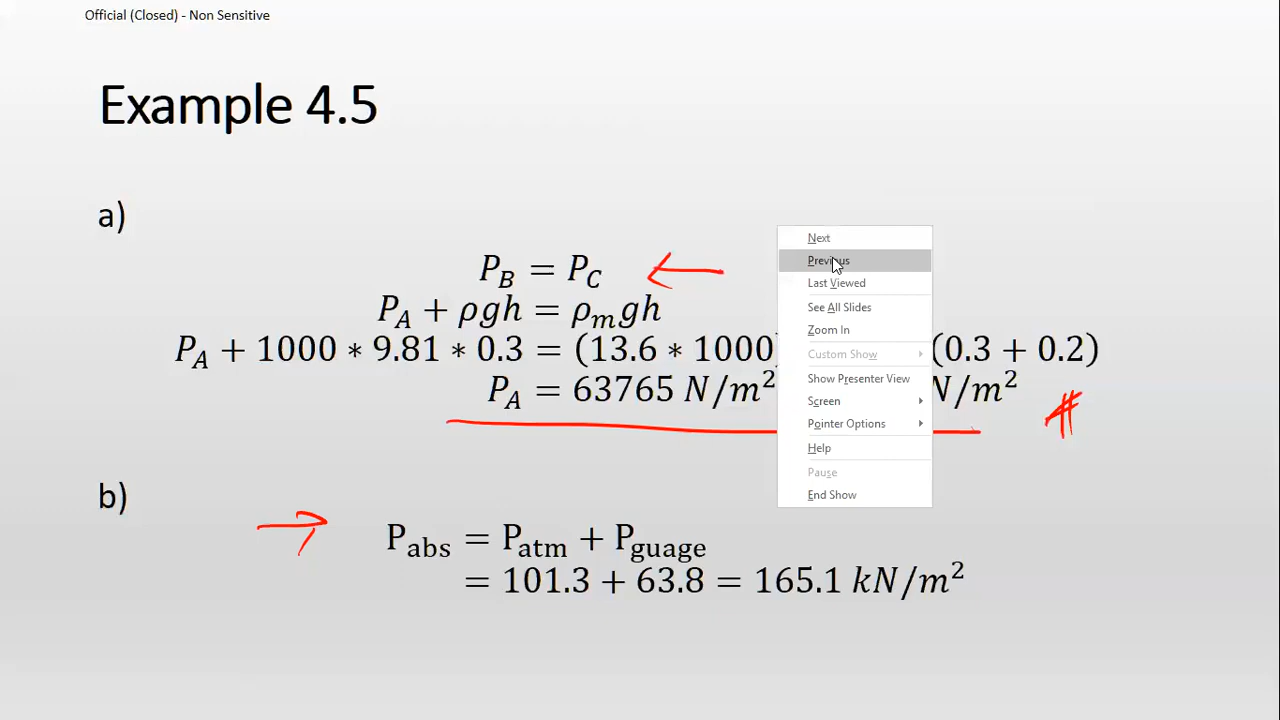 Official (Closed) - Non Sensitive
Example 4.5
a)
P_B = P_C
P_A + ρgh = ρ_m gh
P_A + 1000 * 9.81 * 0.3 = (13.6 * 1000) (0.3 + 0.2)
P_A = 63765 N/m² N/m²
Next
Previous
Last Viewed
See All Slides
Zoom In
Custom Show
Show Presenter View
Screen
Pointer Options
Help
Pause
End Show
b)
P_abs = P_atm + P_guage
= 101.3 + 63.8 = 165.1 kN/m²